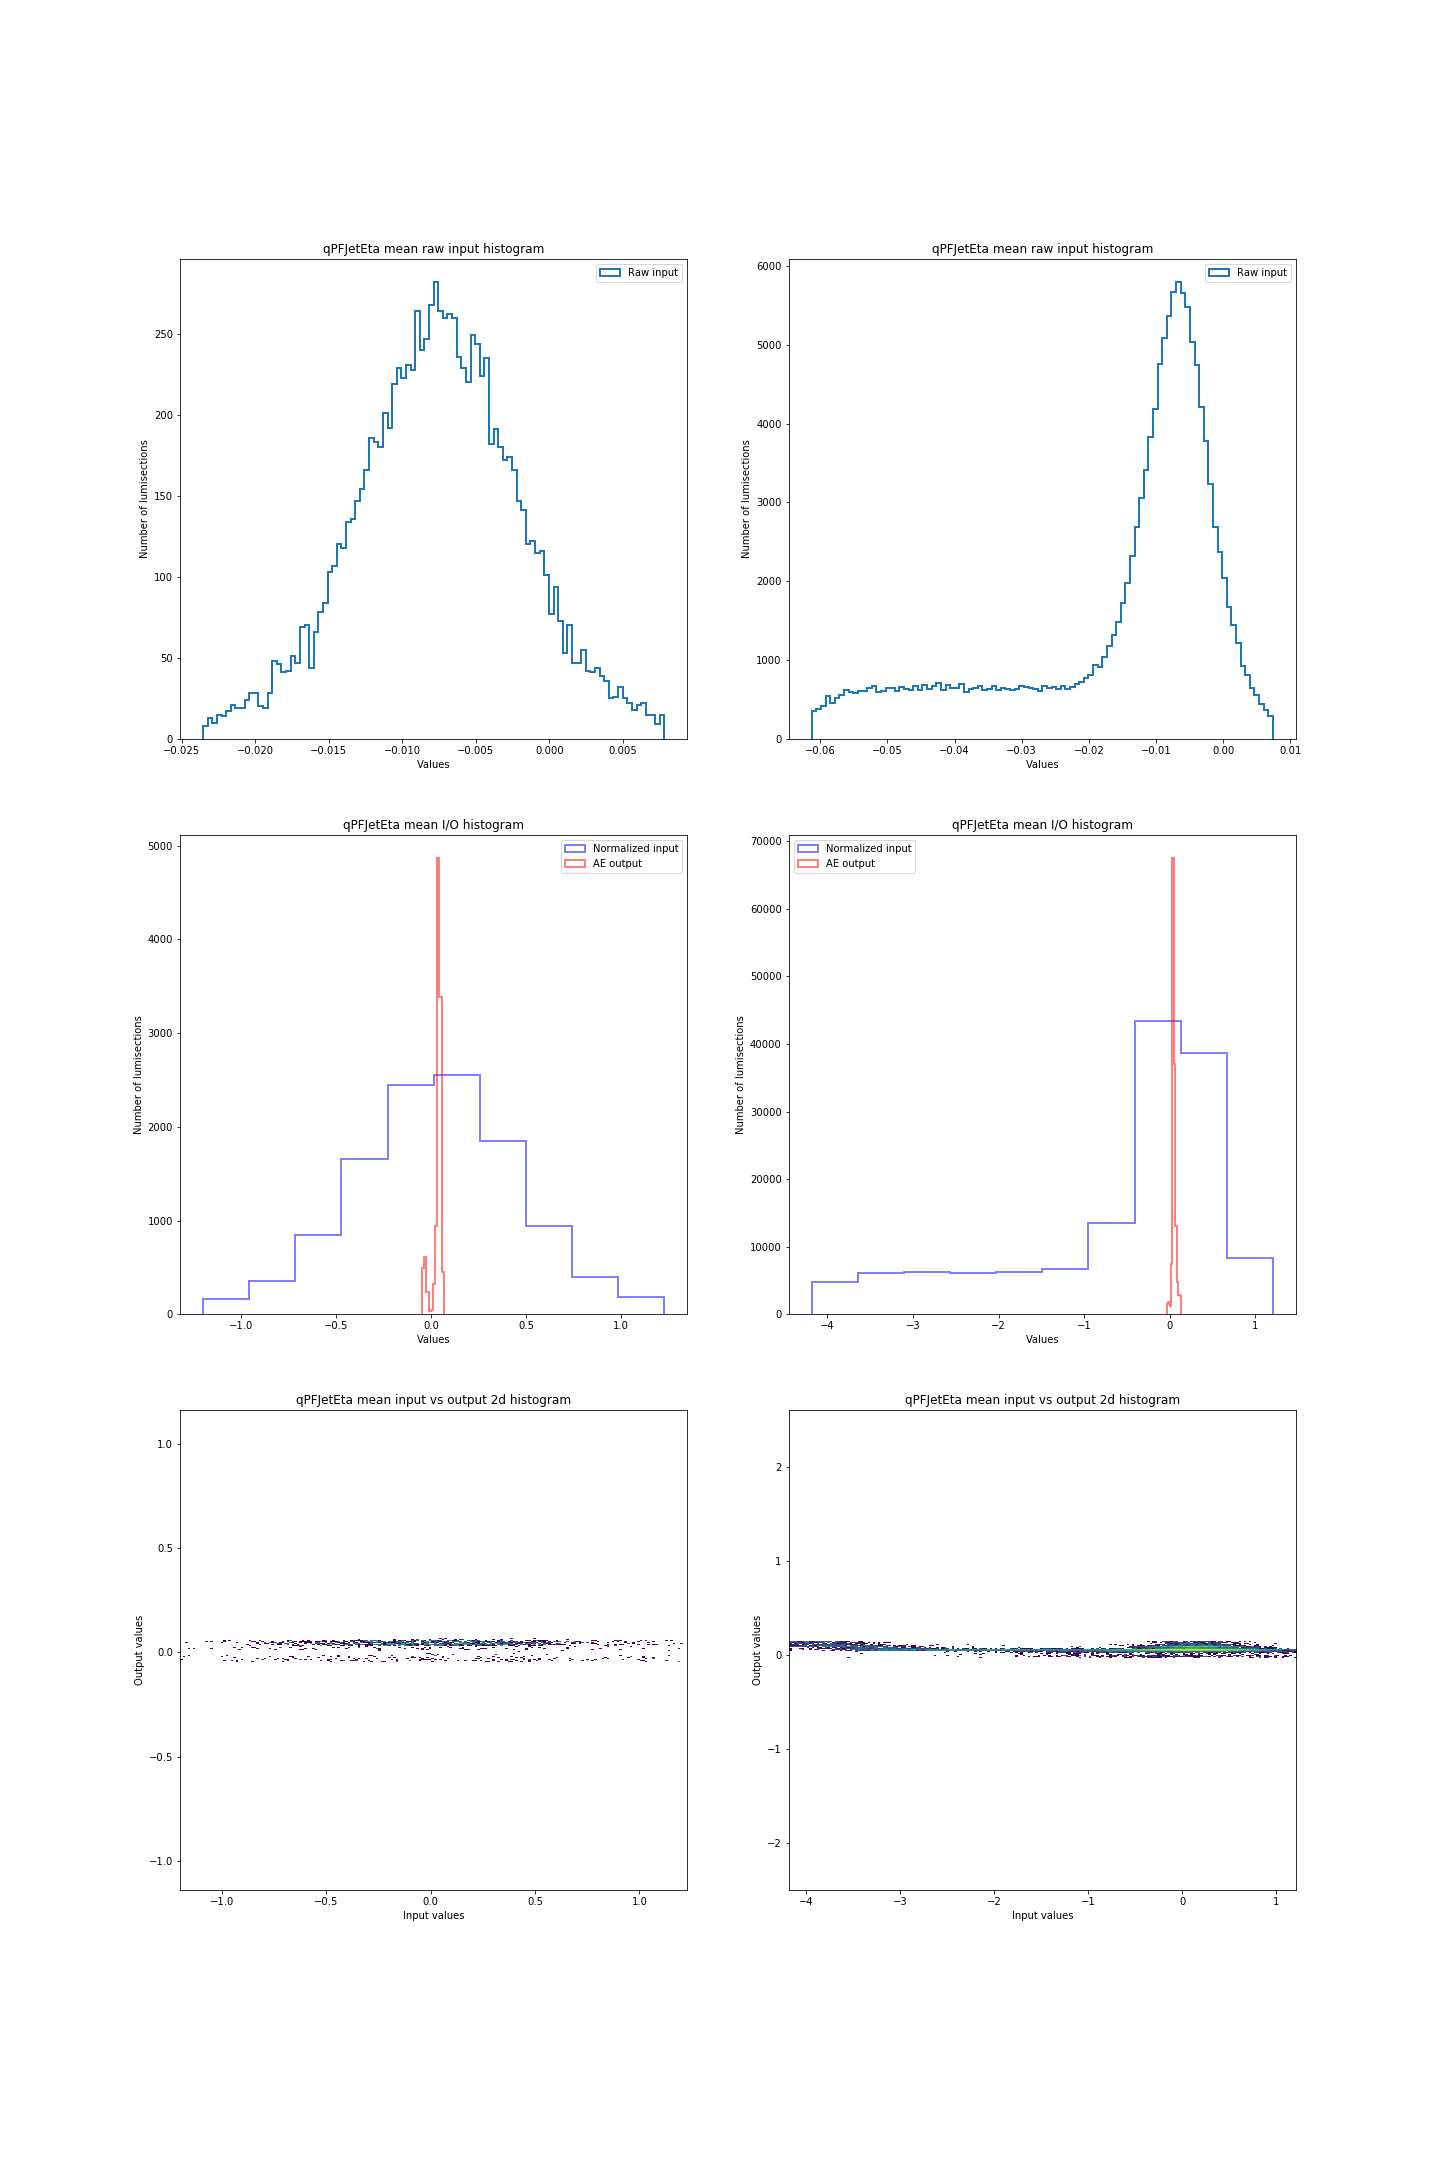 qPFJetEta mean raw input histogram
Raw input
Number of lumisections
250
200
150
100
50
0
−0.025 −0.020 −0.015 −0.010 −0.005 0.000 0.005
Values
qPFJetEta mean raw input histogram
Raw input
Number of lumisections
6000
5000
4000
3000
2000
1000
0
−0.06 −0.05 −0.04 −0.03 −0.02 −0.01 0.00 0.01
Values
qPFJetEta mean I/O histogram
Normalized input
AE output
Number of lumisections
5000
4000
3000
2000
1000
0
−1.0 −0.5 0.0 0.5 1.0
Values
qPFJetEta mean I/O histogram
Normalized input
AE output
Number of lumisections
70000
60000
50000
40000
30000
20000
10000
0
−4 −3 −2 −1 0 1
Values
qPFJetEta mean input vs output 2d histogram
Output values
1.0
0.5
0.0
−0.5
−1.0
−1.0 −0.5 0.0 0.5 1.0
Input values
qPFJetEta mean input vs output 2d histogram
Output values
2
1
0
−1
−2
−4 −3 −2 −1 0 1
Input values